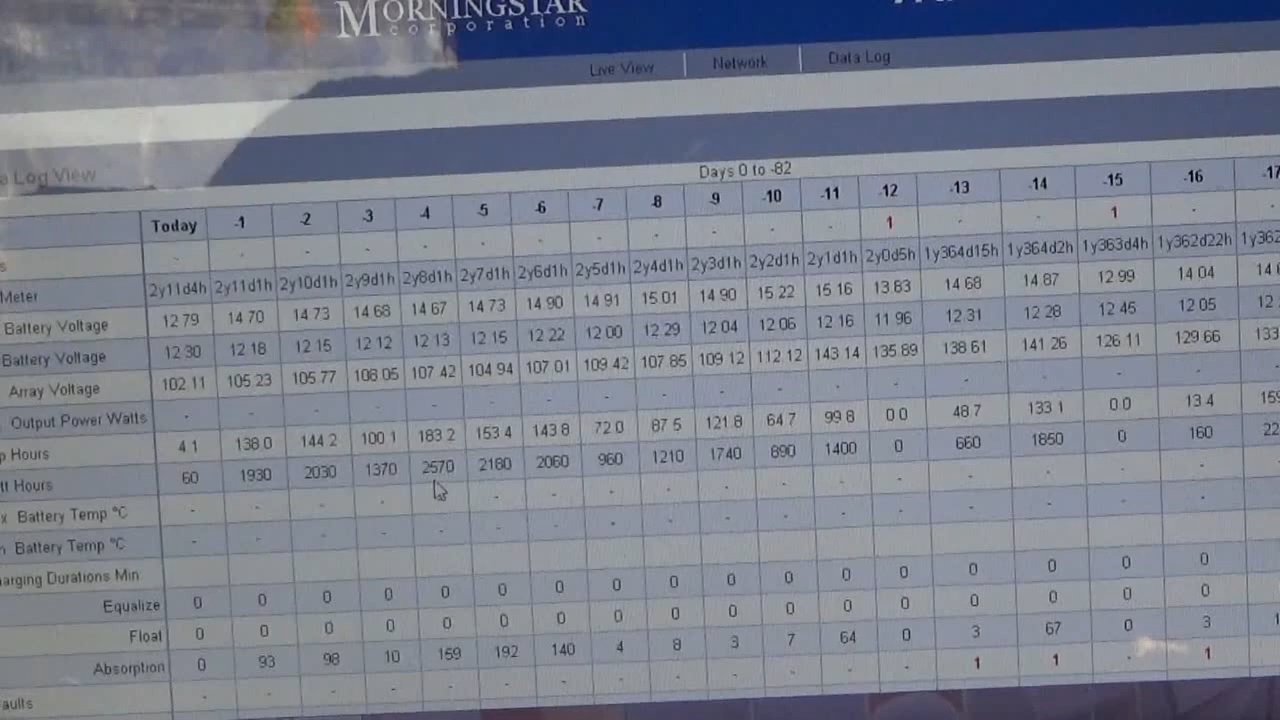 MORNINGSTAR
corporation
Live View Network Data Log
a Log View
Days 0 to -82
Today -1 -2 -3 -4 -5 -6 -7 -8 -9 -10 -11 -12 -13 -14 -15 -16 -17
s - - - - - - - - - - - - 1 - - 1 -
Meter 2y11d4h 2y11d1h 2y10d1h 2y9d1h 2y8d1h 2y7d1h 2y6d1h 2y5d1h 2y4d1h 2y3d1h 2y2d1h 2y1d1h 2y0d5h 1y364d15h 1y364d2h 1y363d4h 1y362d22h 1y362
Battery Voltage 12.79 14.70 14.73 14.68 14.67 14.73 14.90 14.91 15.01 14.90 15.22 15.16 13.63 14.68 14.87 12.99 14.04
Battery Voltage 12.30 12.18 12.15 12.12 12.13 12.15 12.22 12.00 12.29 12.04 12.06 12.16 11.96 12.31 12.28 12.45 12.05 12
Array Voltage 102.11 105.23 105.77 108.05 107.42 104.94 107.01 109.42 107.85 109.12 112.12 143.14 135.89 138.61 141.26 126.11 129.66 133
Output Power Watts - - - - - - - - - - - - - - - - -
p Hours 4.1 138.0 144.2 100.1 183.2 153.4 143.8 72.0 87.5 121.8 64.7 99.8 0.0 48.7 133.1 0.0 13.4 159
tt Hours 60 1930 2030 1370 2570 2180 2060 960 1210 1740 890 1400 0 660 1850 0 160 22
x Battery Temp °C - - - - - - - - - - - - - - - - -
n Battery Temp °C - - - - - - - - - - - - - - - - -
harging Durations Min
Equalize 0 0 0 0 0 0 0 0 0 0 0 0 0 0 0 0 0
Float 0 0 0 0 0 0 0 0 0 0 0 0 0 0 0 0 0
Absorption 0 93 98 10 159 192 140 4 8 3 7 64 0 3 67 0 3 1
aults - - - - - - - - - - - - - 1 1 - 1